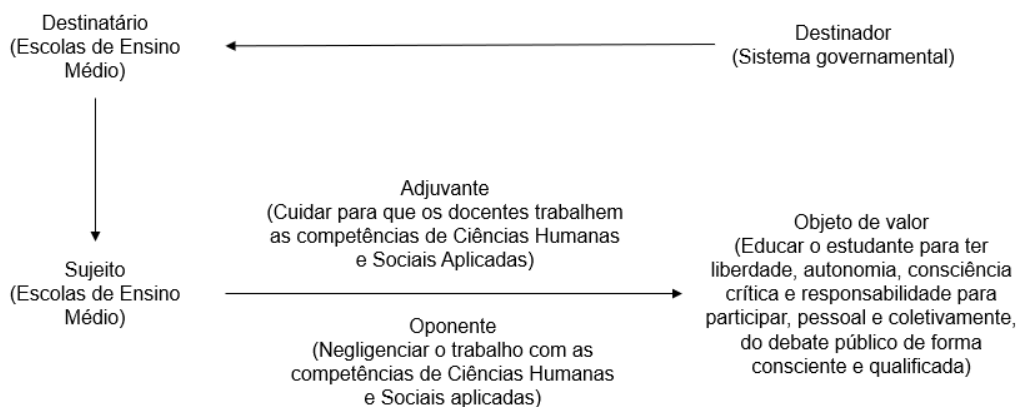 Destinatário
(Escolas de Ensino
Médio)
Destinador
(Sistema governamental)
Adjuvante
(Cuidar para que os docentes trabalhem
as competências de Ciências Humanas
e Sociais Aplicadas)
Sujeito
(Escolas de Ensino
Médio)
Oponente
(Negligenciar o trabalho com as
competências de Ciências Humanas
e Sociais aplicadas)
Objeto de valor
(Educar o estudante para ter
liberdade, autonomia, consciência
crítica e responsabilidade para
participar, pessoal e coletivamente,
do debate público de forma
consciente e qualificada)